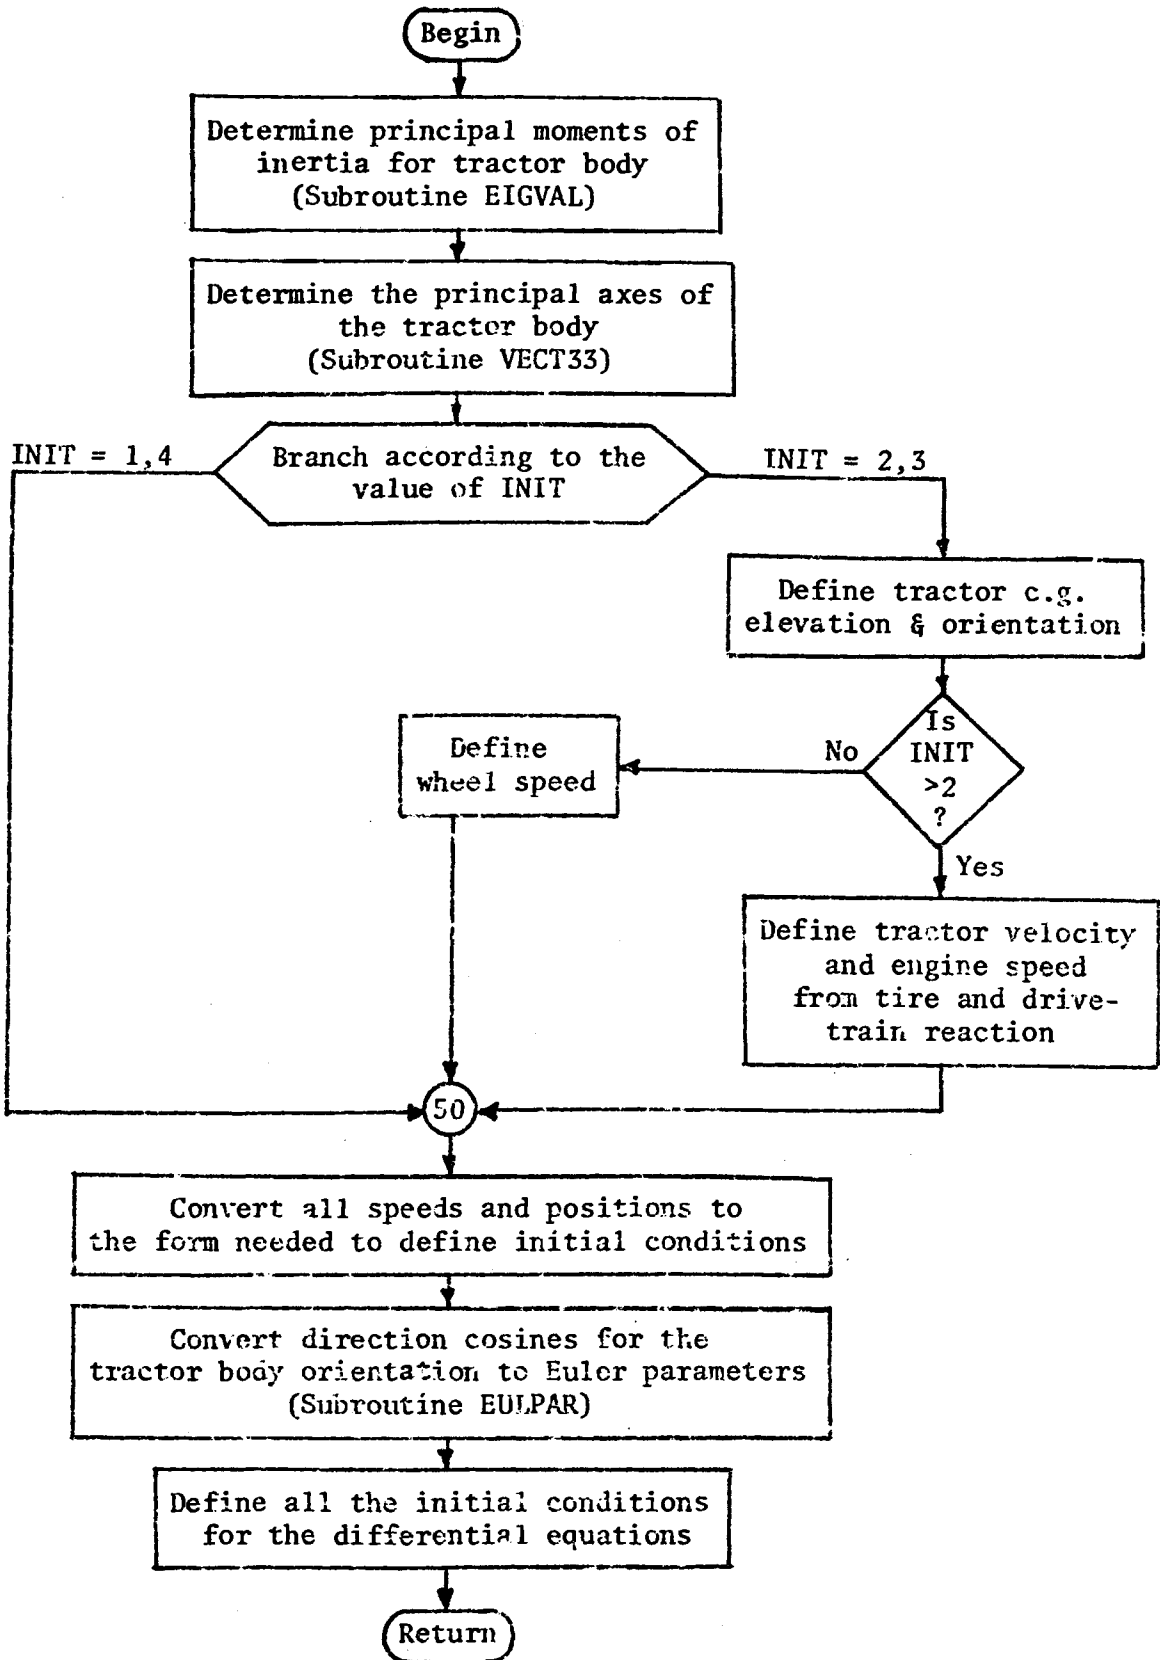 Begin
Determine principal moments of
inertia for tractor body
(Subroutine EIGVAL)
Determine the principal axes of
the tractor body
(Subroutine VECT33)
INIT = 1,4
Branch according to the
value of INIT
INIT = 2,3
Define tractor c.g.
elevation & orientation
Is
INIT
>2
?
No
Define
wheel speed
Yes
Define tractor velocity
and engine speed
from tire and drive-
train reaction
50
Convert all speeds and positions to
the form needed to define initial conditions
Convert direction cosines for the
tractor body orientation to Euler parameters
(Subroutine EULPAR)
Define all the initial conditions
for the differential equations
Return